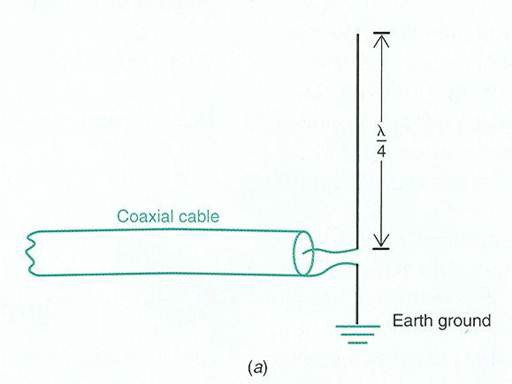 λ
4
Coaxial cable
Earth ground
(a)